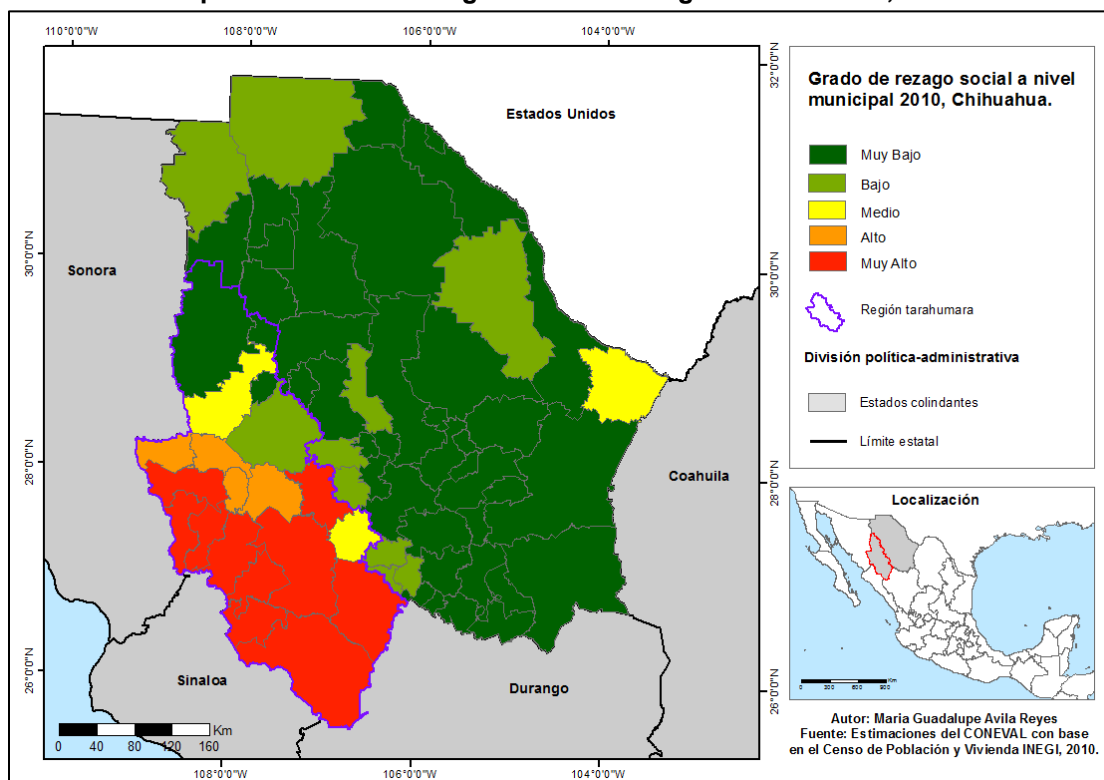 110°0'0"W
108°0'0"W
106°0'0"W
104°0'0"W
32°0'0"N
30°0'0"N
28°0'0"N
26°0'0"N
30°0'0"N
28°0'0"N
26°0'0"N
Estados Unidos
Sonora
Coahuila
Sinaloa
Durango
Km
0 40 80 120 160
108°0'0"W
106°0'0"W
104°0'0"W
Grado de rezago social a nivel
municipal 2010, Chihuahua.
Muy Bajo
Bajo
Medio
Alto
Muy Alto
Región tarahumara
División política-administrativa
Estados colindantes
Límite estatal
Localización
Km
0 300 600 900
Autor: Maria Guadalupe Avila Reyes
Fuente: Estimaciones del CONEVAL con base
en el Censo de Población y Vivienda INEGI, 2010.